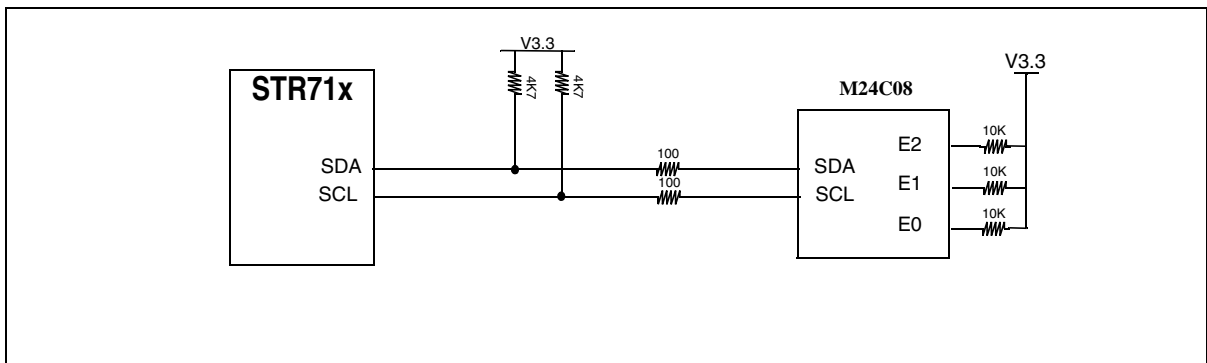 V3.3
4K7
4K7
STR71x
SDA
SCL
100
100
M24C08
SDA
SCL
E2
E1
E0
10K
10K
10K
V3.3